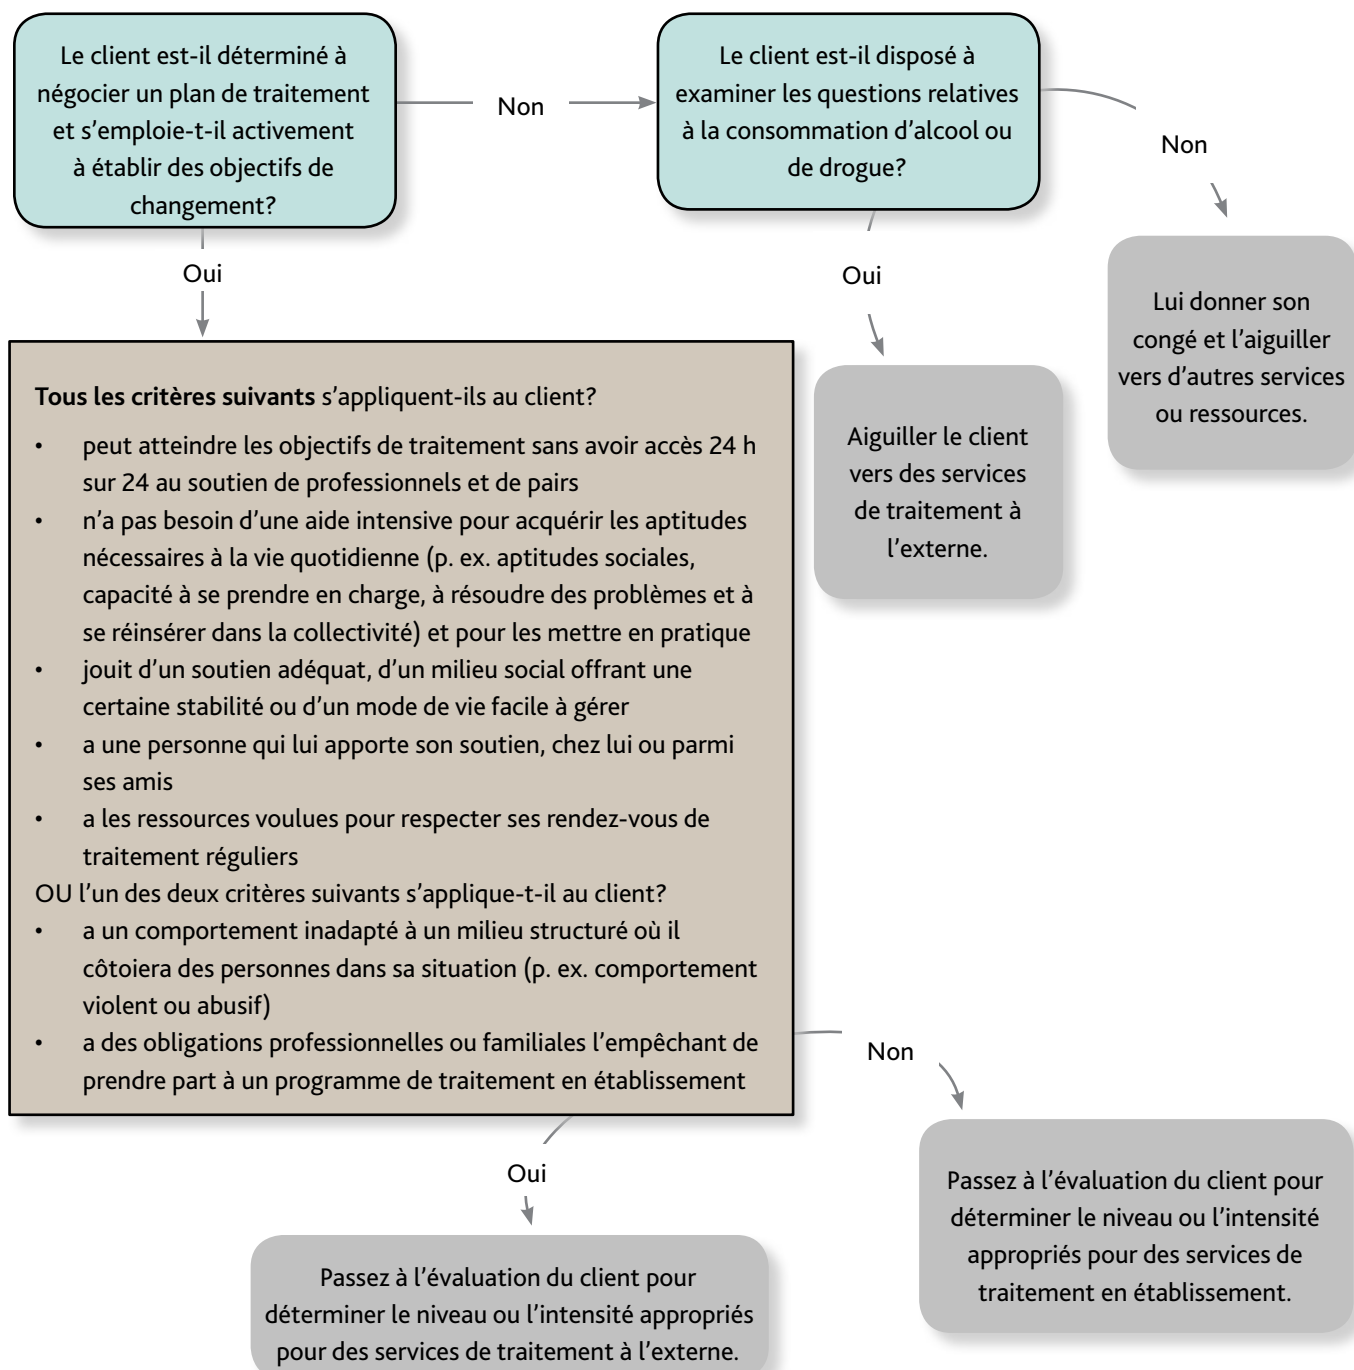 Le client est-il déterminé à
négocier un plan de traitement
et s’emploie-t-il activement
à établir des objectifs de
changement?
Non
Le client est-il disposé à
examiner les questions relatives
à la consommation d’alcool ou
de drogue?
Non
Oui
Oui
Lui donner son
congé et l’aiguiller
vers d’autres services
ou ressources.
Aiguiller le client
vers des services
de traitement à
l’externe.
Tous les critères suivants s’appliquent-ils au client?
• peut atteindre les objectifs de traitement sans avoir accès 24 h
sur 24 au soutien de professionnels et de pairs
• n’a pas besoin d’une aide intensive pour acquérir les aptitudes
nécessaires à la vie quotidienne (p. ex. aptitudes sociales,
capacité à se prendre en charge, à résoudre des problèmes et à
se réinsérer dans la collectivité) et pour les mettre en pratique
• jouit d’un soutien adéquat, d’un milieu social offrant une
certaine stabilité ou d’un mode de vie facile à gérer
• a une personne qui lui apporte son soutien, chez lui ou parmi
ses amis
• a les ressources voulues pour respecter ses rendez-vous de
traitement réguliers
OU l’un des deux critères suivants s’applique-t-il au client?
• a un comportement inadapté à un milieu structuré où il
côtoiera des personnes dans sa situation (p. ex. comportement
violent ou abusif)
• a des obligations professionnelles ou familiales l’empêchant de
prendre part à un programme de traitement en établissement
Non
Oui
Passez à l’évaluation du client pour
déterminer le niveau ou l’intensité
appropriés pour des services de
traitement en établissement.
Passez à l’évaluation du client pour
déterminer le niveau ou l’intensité appropriés
pour des services de traitement à l’externe.